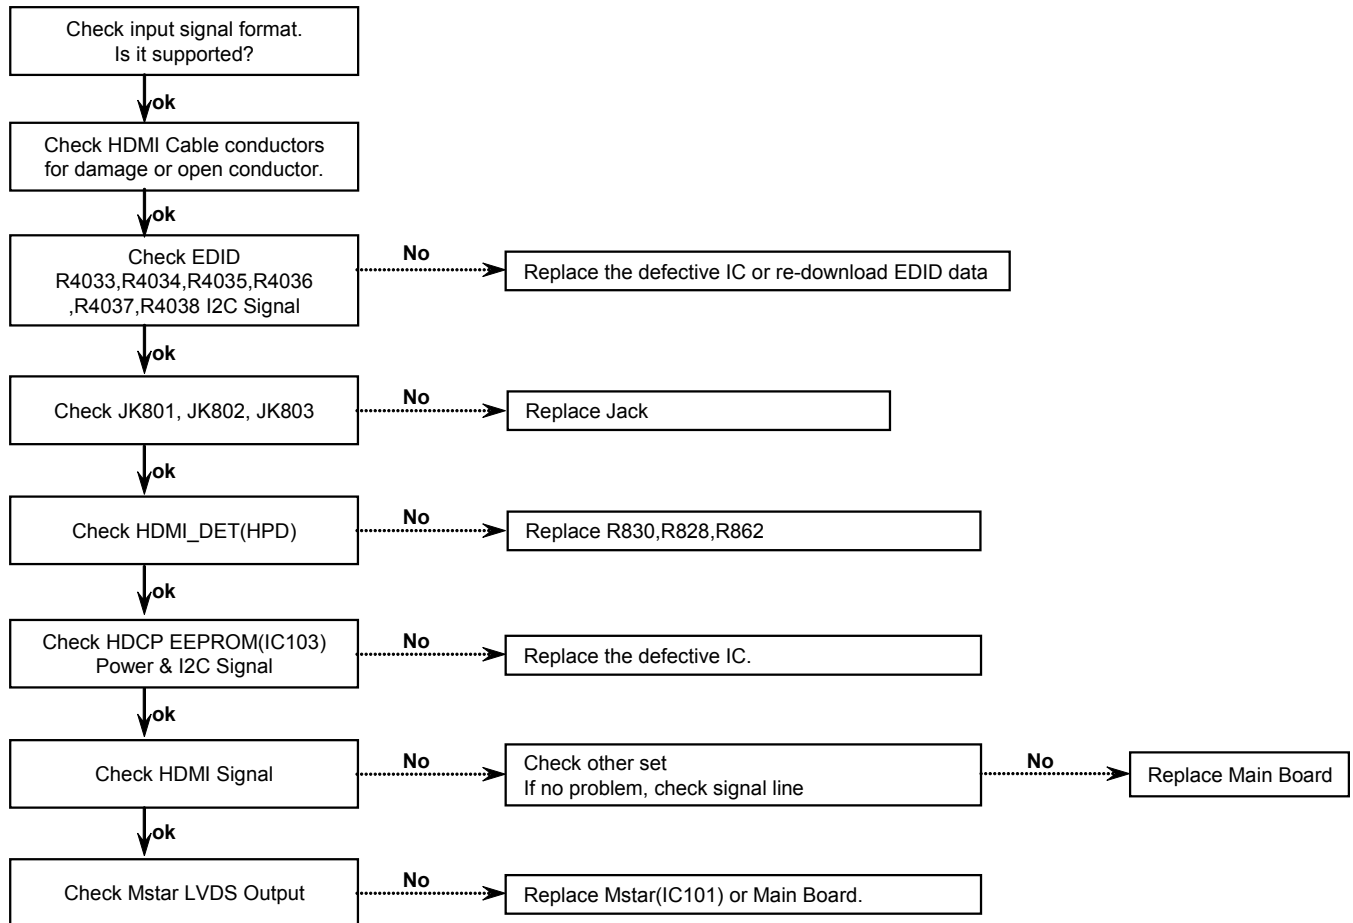 Check input signal format.
Is it supported?
ok
Check HDMI Cable conductors
for damage or open conductor.
ok
Check EDID
R4033,R4034,R4035,R4036
,R4037,R4038 I2C Signal
No
Replace the defective IC or re-download EDID data
ok
Check JK801, JK802, JK803
No
Replace Jack
ok
Check HDMI_DET(HPD)
No
Replace R830,R828,R862
ok
Check HDCP EEPROM(IC103)
Power & I2C Signal
No
Replace the defective IC.
ok
Check HDMI Signal
No
Check other set
If no problem, check signal line
No
Replace Main Board
ok
Check Mstar LVDS Output
No
Replace Mstar(IC101) or Main Board.